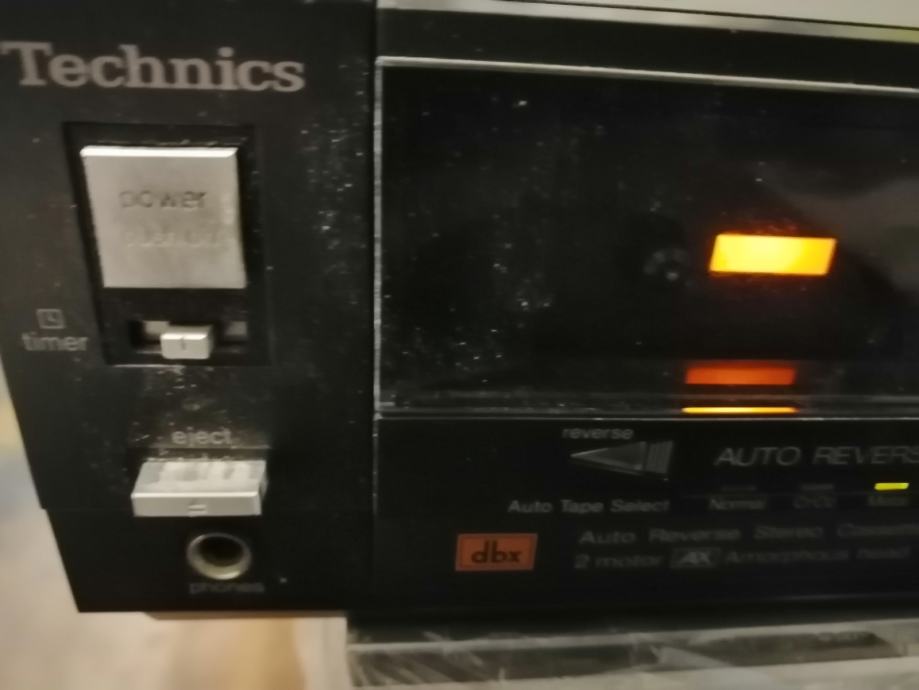 Technics
power
timer
eject
phones
reverse
AUTO REVERS
Auto Tape Select
Normal
CrO₂
Metal
dbx
Auto Reverse Stereo Cassett
2 motor AX Amorphous head